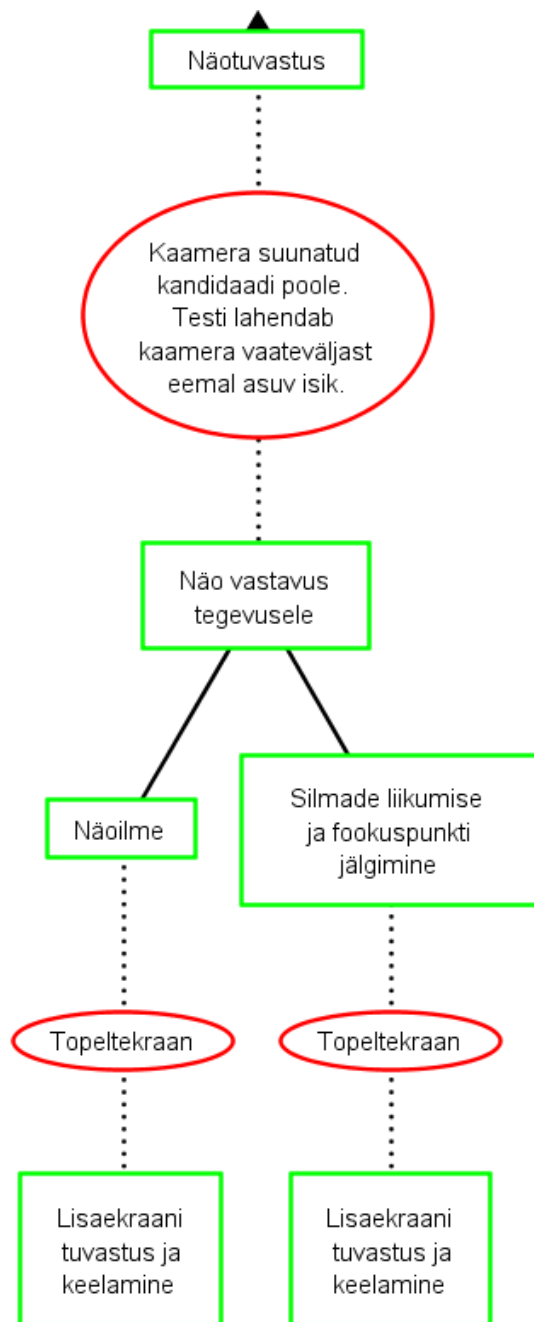 Näotuvastus
Kaamera suunatud
kandidaadi poole.
Testi lahendab
kaamera vaateväljast
eemal asuv isik.
Näo vastavus
tegevusele
Näoilme
Silmade liikumise
ja fookuspunkti
jälgimine
Topeltekraan
Topeltekraan
Lisaekraani
tuvastus ja
keelamine
Lisaekraani
tuvastus ja
keelamine